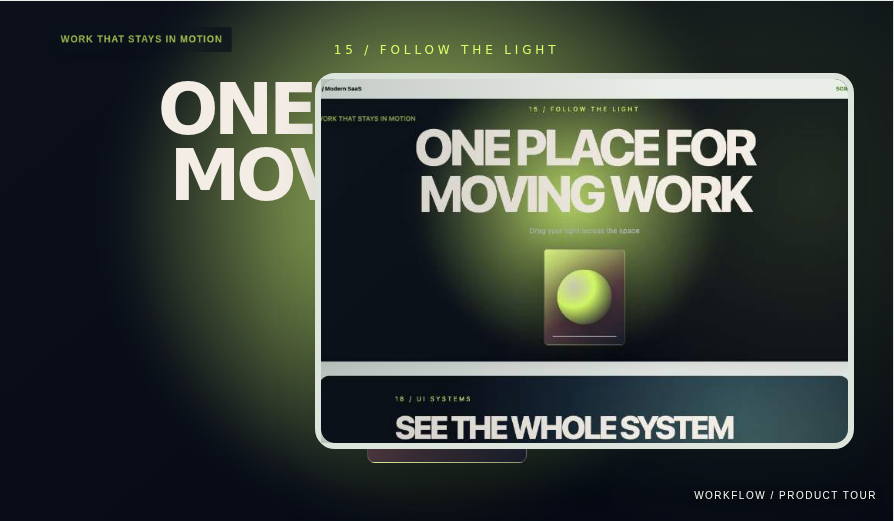 WORK THAT STAYS IN MOTION
15 / FOLLOW THE LIGHT
ONE
MOV
/ Modern SaaS
15 / FOLLOW THE LIGHT
WORK THAT STAYS IN MOTION
ONE PLACE FOR
MOVING WORK
Drag your light across the space
18 / UI SYSTEMS
SEE THE WHOLE SYSTEM
WORKFLOW / PRODUCT TOUR